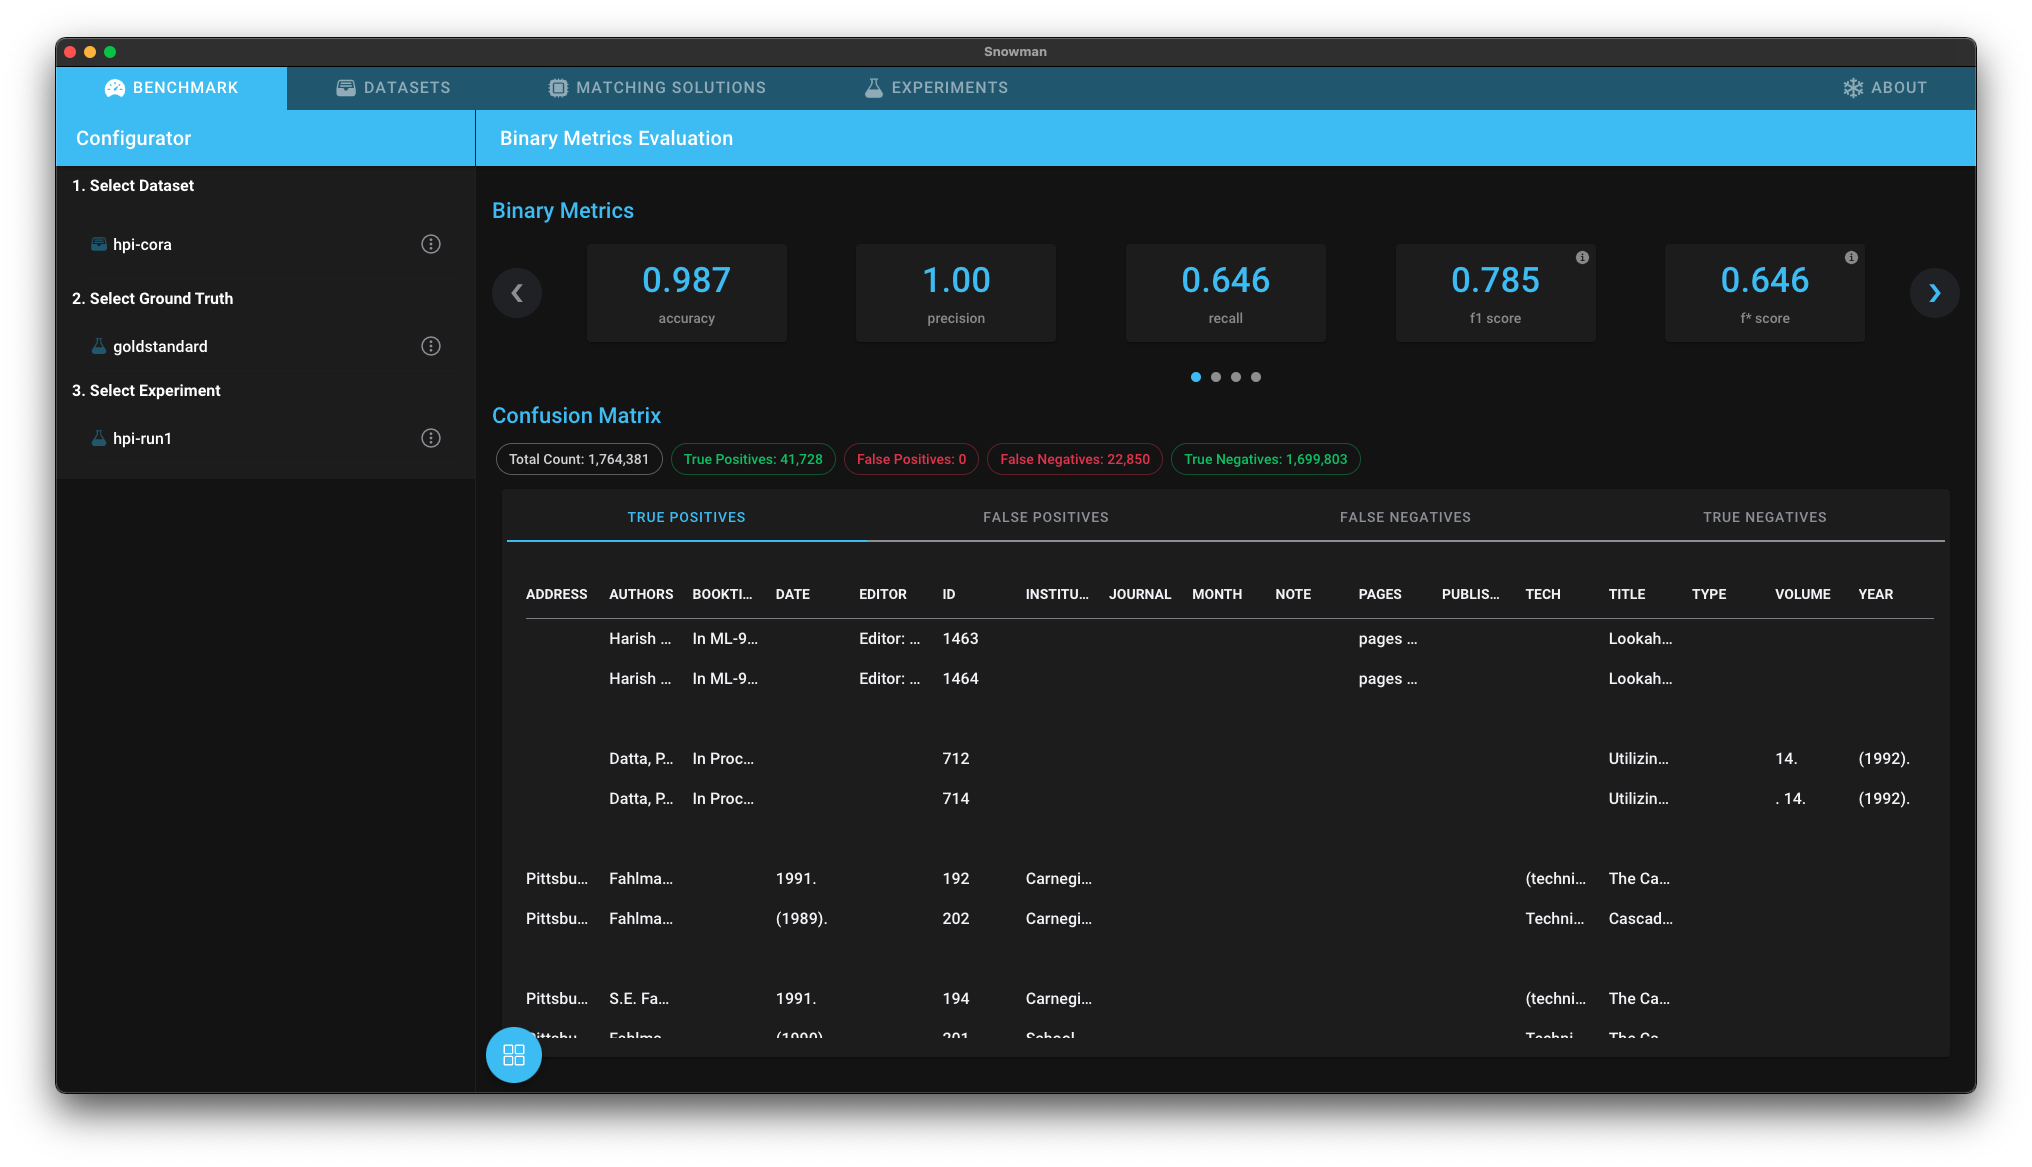 Snowman
BENCHMARK DATASETS MATCHING SOLUTIONS EXPERIMENTS ABOUT
Configurator
1. Select Dataset
hpi-cora
2. Select Ground Truth
goldstandard
3. Select Experiment
hpi-run1
Binary Metrics Evaluation
Binary Metrics
0.987 1.00 0.646 0.785 0.646
accuracy precision recall f1 score f* score
Confusion Matrix
Total Count: 1,764,381 True Positives: 41,728 False Positives: 0 False Negatives: 22,850 True Negatives: 1,699,803
TRUE POSITIVES FALSE POSITIVES FALSE NEGATIVES TRUE NEGATIVES
ADDRESS AUTHORS BOOKTI... DATE EDITOR ID INSTITU... JOURNAL MONTH NOTE PAGES PUBLIS... TECH TITLE TYPE VOLUME YEAR
Harish ... In ML-9... Editor: ... 1463 pages ... Lookah...
Harish ... In ML-9... Editor: ... 1464 pages ... Lookah...
Datta, P... In Proc... 712 Utilizin... 14. (1992).
Datta, P... In Proc... 714 Utilizin... . 14. (1992).
Pittsbu... Fahlma... 1991. 192 Carnegi... (techni... The Ca...
Pittsbu... Fahlma... (1989). 202 Carnegi... Techni... Cascad...
Pittsbu... S.E. Fa... 1991. 194 Carnegi... (techni... The Ca...